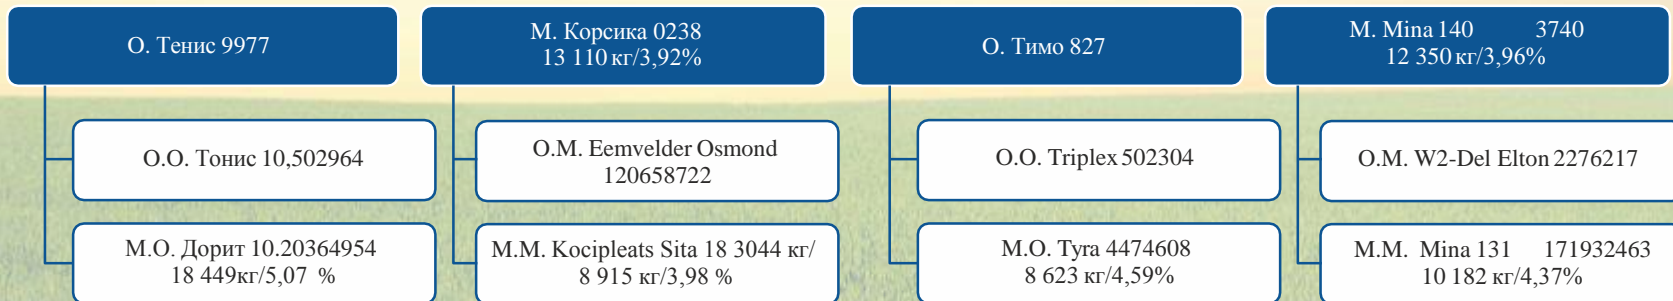 О. Тенис 9977
М. Корсика 0238
13 110 кг/3,92%
О. Тимо 827
М. Mina 140 3740
12 350 кг/3,96%
О.О. Тонис 10,502964
О.М. Eemvelder Osmond
120658722
О.О. Triplex 502304
О.М. W2-Del Elton 2276217
М.О. Дорит 10.20364954
18 449кг/5,07 %
М.М. Kocipleats Sita 18 3044 кг/
8 915 кг/3,98 %
М.О. Tyra 4474608
8 623 кг/4,59%
М.М. Mina 131 171932463
10 182 кг/4,37%